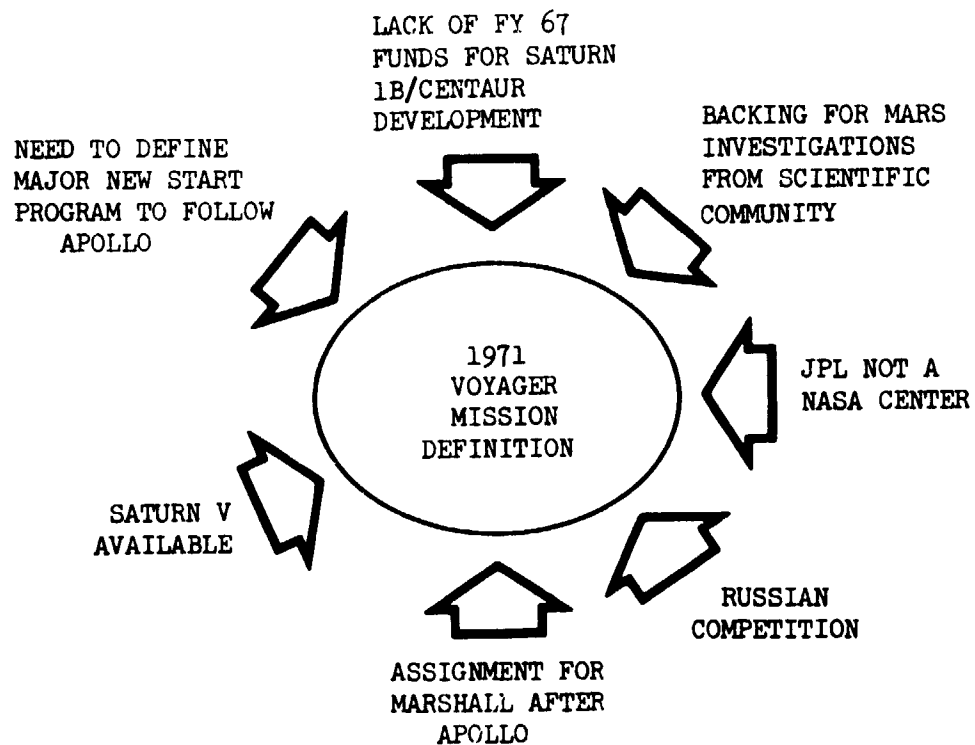 LACK OF FY 67
FUNDS FOR SATURN
1B/CENTAUR
DEVELOPMENT
BACKING FOR MARS
INVESTIGATIONS
FROM SCIENTIFIC
COMMUNITY
NEED TO DEFINE
MAJOR NEW START
PROGRAM TO FOLLOW
APOLLO
1971
VOYAGER
MISSION
DEFINITION
JPL NOT A
NASA CENTER
SATURN V
AVAILABLE
RUSSIAN
COMPETITION
ASSIGNMENT FOR
MARSHALL AFTER
APOLLO